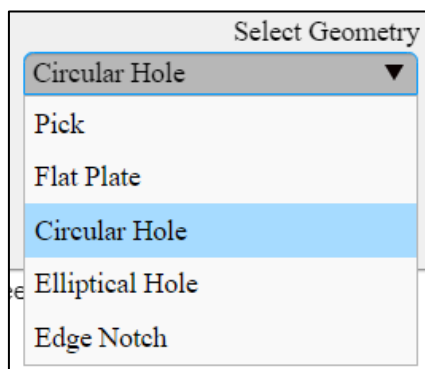 Select Geometry
Circular Hole
Pick
Flat Plate
Circular Hole
Elliptical Hole
Edge Notch